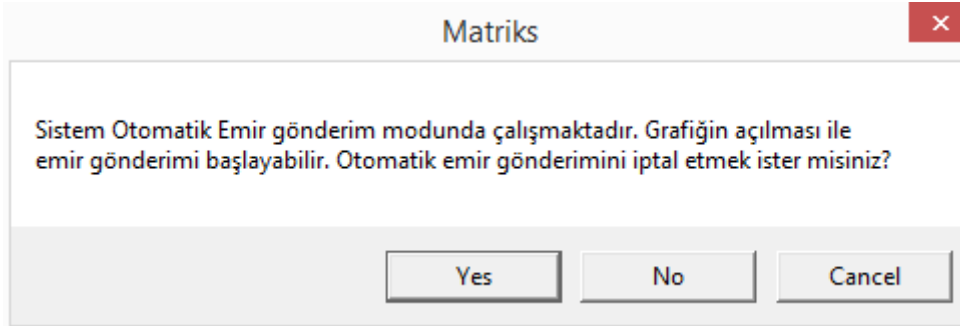 Matriks
Sistem Otomatik Emir gönderim modunda çalışmaktadır. Grafiğin açılması ile
emir gönderimi başlayabilir. Otomatik emir gönderimini iptal etmek ister misiniz?
Yes No Cancel